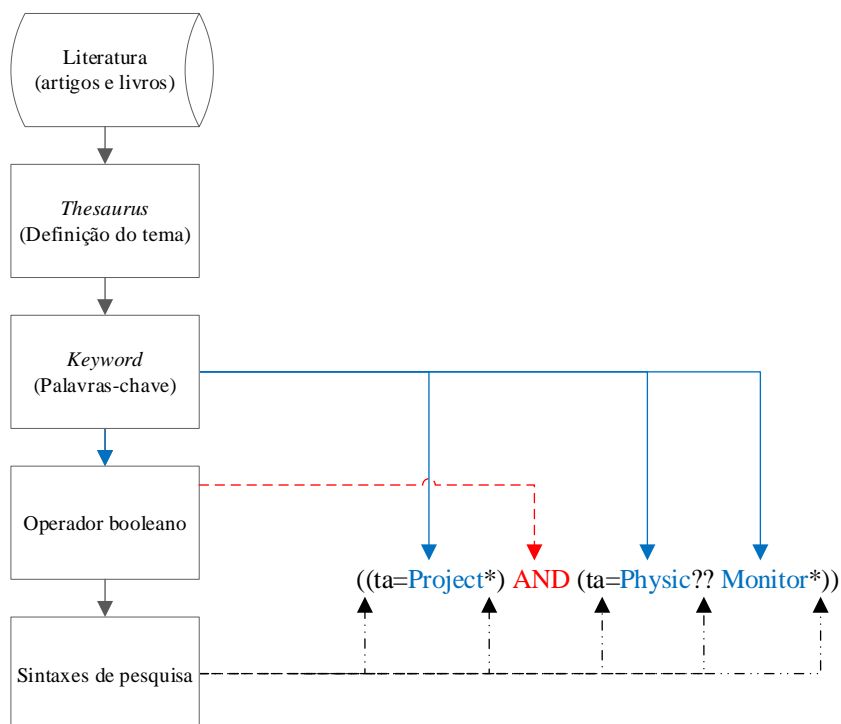 Literatura
(artigos e livros)
Thesaurus
(Definição do tema)
Keyword
(Palavras-chave)
Operador booleano
((ta=Project*) AND (ta=Physic?? Monitor*))
Sintaxes de pesquisa